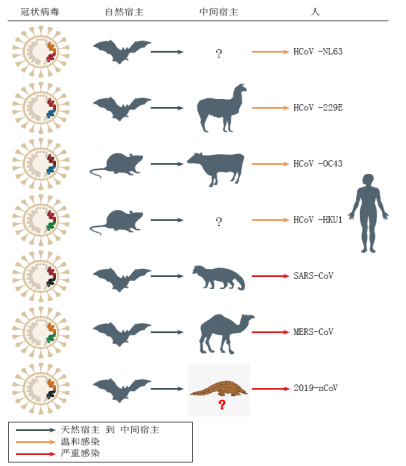 冠状病毒 自然宿主 中间宿主 人
? HCoV -NL63
HCoV -229E
HCoV -OC43
? HCoV -HKU1
SARS-CoV
MERS-CoV
2019-nCoV
?
天然宿主 到 中间宿主
温和感染
严重感染